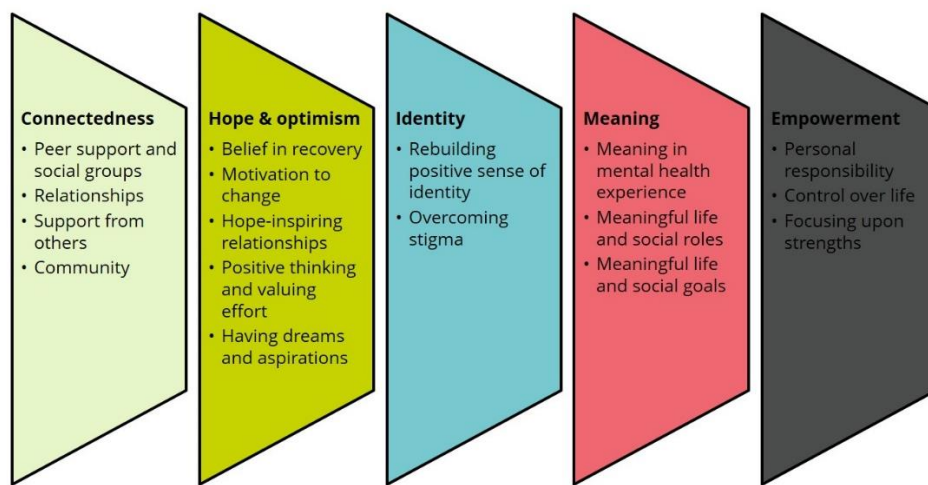 Connectedness
• Peer support and
social groups
• Relationships
• Support from
others
• Community
Hope & optimism
• Belief in recovery
• Motivation to
change
• Hope-inspiring
relationships
• Positive thinking
and valuing
effort
• Having dreams
and aspirations
Identity
• Rebuilding
positive sense of
identity
• Overcoming
stigma
Meaning
• Meaning in
mental health
experience
• Meaningful life
and social roles
• Meaningful life
and social goals
Empowerment
• Personal
responsibility
• Control over life
• Focusing upon
strengths